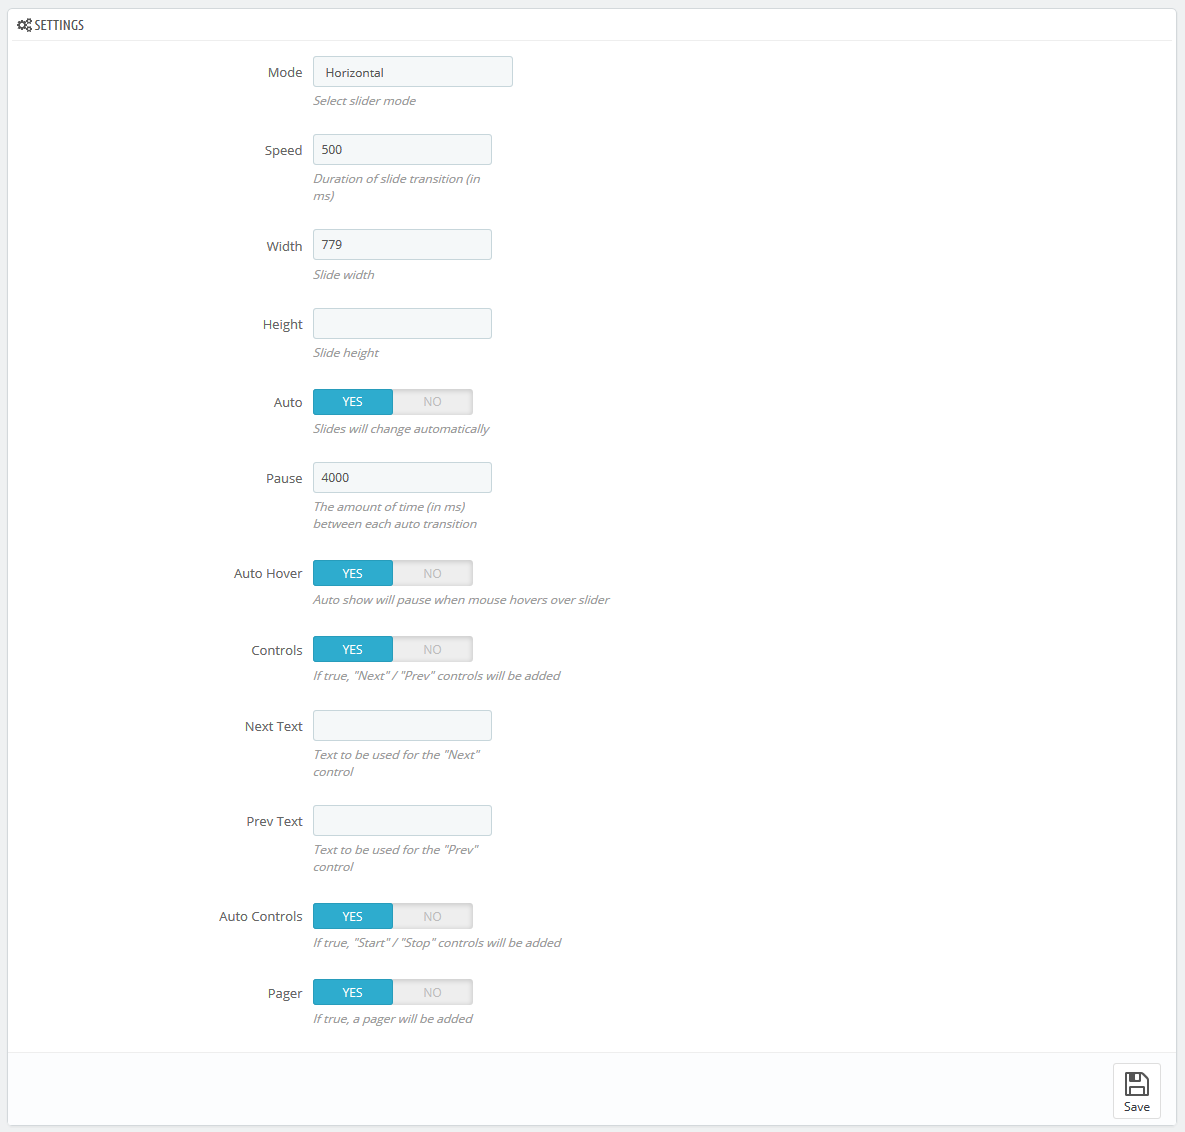 SETTINGS
Mode
Horizontal
Select slider mode
Speed
500
Duration of slide transition (in
ms)
Width
779
Slide width
Height
Slide height
Auto
YES NO
Slides will change automatically
Pause
4000
The amount of time (in ms)
between each auto transition
Auto Hover
YES NO
Auto show will pause when mouse hovers over slider
Controls
YES NO
If true, "Next" / "Prev" controls will be added
Next Text
Text to be used for the "Next"
control
Prev Text
Text to be used for the "Prev"
control
Auto Controls
YES NO
If true, "Start" / "Stop" controls will be added
Pager
YES NO
If true, a pager will be added
Save